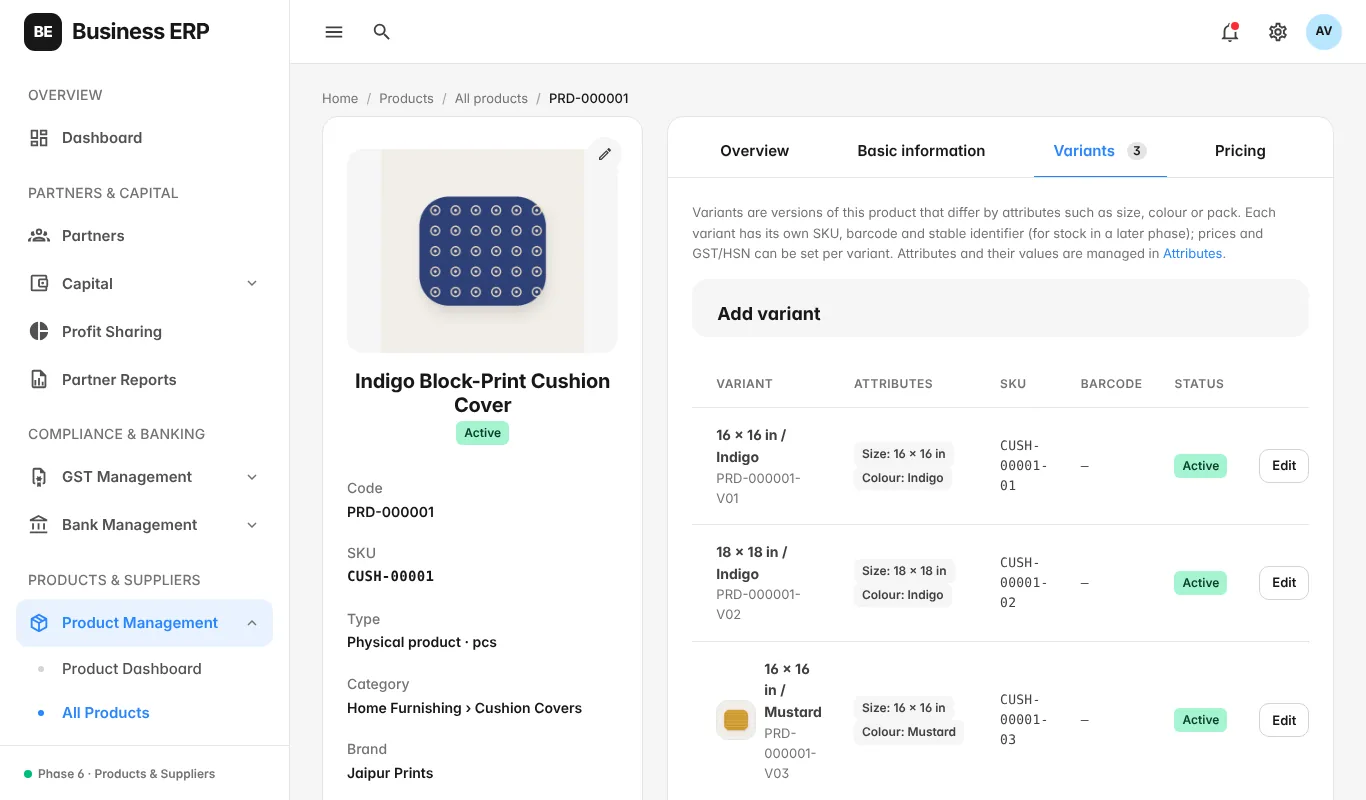 BE
Business ERP
OVERVIEW
Dashboard
PARTNERS & CAPITAL
Partners
Capital
Profit Sharing
Partner Reports
COMPLIANCE & BANKING
GST Management
Bank Management
PRODUCTS & SUPPLIERS
Product Management
Product Dashboard
All Products
Phase 6 · Products & Suppliers
AV
Home / Products / All products / PRD-000001
Indigo Block-Print Cushion
Cover
Active
Code
PRD-000001
SKU
CUSH-00001
Type
Physical product · pcs
Category
Home Furnishing › Cushion Covers
Brand
Jaipur Prints
Overview Basic information Variants 3 Pricing
Variants are versions of this product that differ by attributes such as size, colour or pack. Each
variant has its own SKU, barcode and stable identifier (for stock in a later phase); prices and
GST/HSN can be set per variant. Attributes and their values are managed in Attributes.
Add variant
VARIANT ATTRIBUTES SKU BARCODE STATUS
16 × 16 in /
Indigo
PRD-000001-
V01
Size: 16 × 16 in
Colour: Indigo
CUSH-
00001-
01
—
Active
Edit
18 × 18 in /
Indigo
PRD-000001-
V02
Size: 18 × 18 in
Colour: Indigo
CUSH-
00001-
02
—
Active
Edit
16 × 16
in /
Mustard
PRD-
000001-
V03
Size: 16 × 16 in
Colour: Mustard
CUSH-
00001-
03
—
Active
Edit